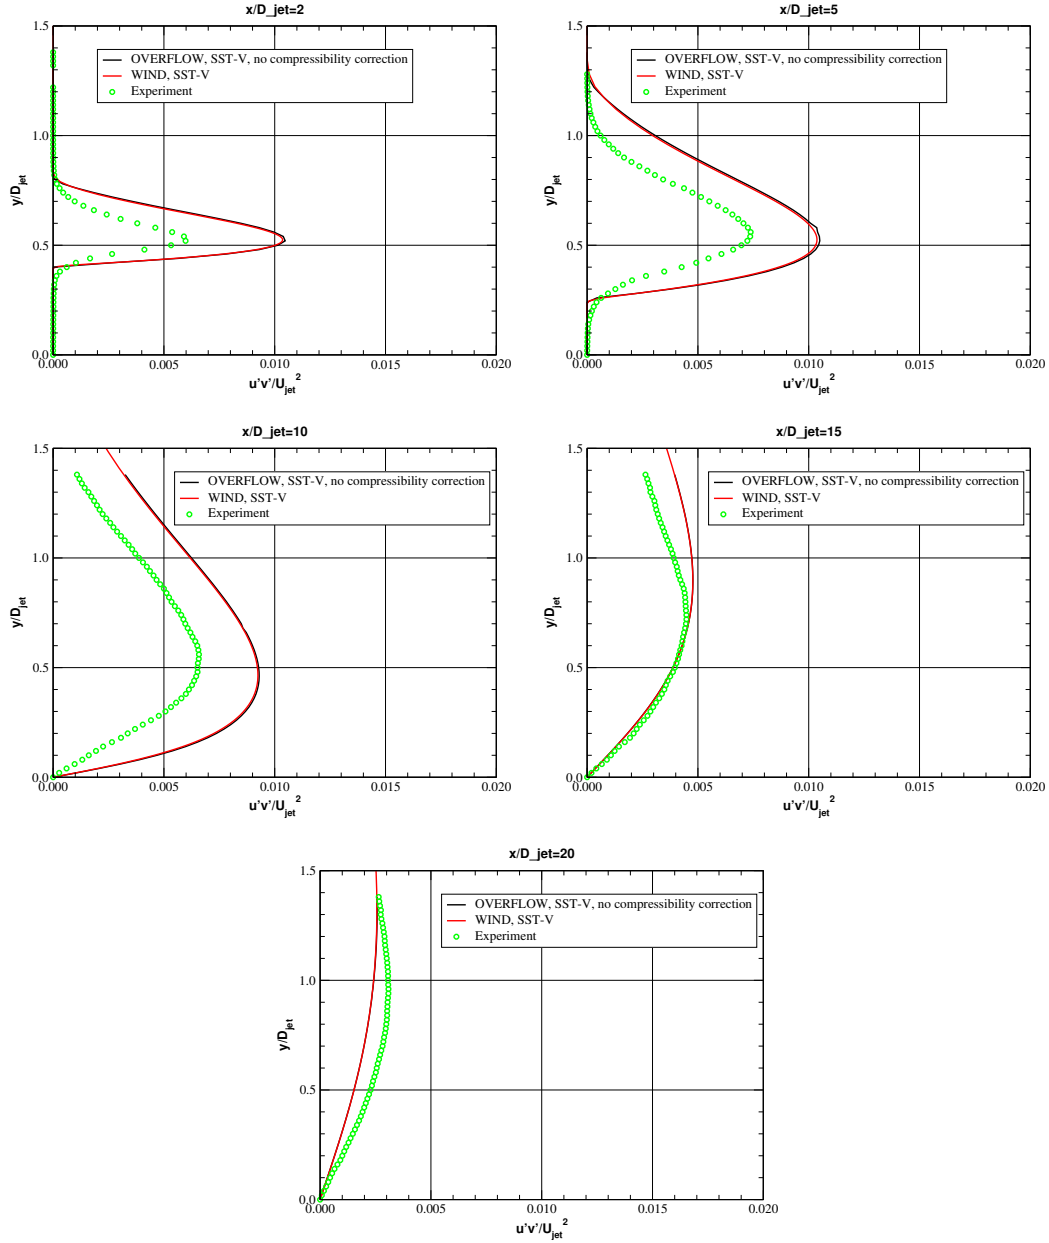 x/D_jet=2
1.5
1.0
0.5
0.0
y/D_jet
OVERFLOW, SST-V, no compressibility correction
WIND, SST-V
Experiment
0.000 0.005 0.010 0.015 0.020
u'v'/U_jet^2
x/D_jet=5
1.5
1.0
0.5
0.0
y/D_jet
OVERFLOW, SST-V, no compressibility correction
WIND, SST-V
Experiment
0.000 0.005 0.010 0.015 0.020
u'v'/U_jet^2
x/D_jet=10
1.5
1.0
0.5
0.0
y/D_jet
OVERFLOW, SST-V, no compressibility correction
WIND, SST-V
Experiment
0.000 0.005 0.010 0.015 0.020
u'v'/U_jet^2
x/D_jet=15
1.5
1.0
0.5
0.0
y/D_jet
OVERFLOW, SST-V, no compressibility correction
WIND, SST-V
Experiment
0.000 0.005 0.010 0.015 0.020
u'v'/U_jet^2
x/D_jet=20
1.5
1.0
0.5
0.0
y/D_jet
OVERFLOW, SST-V, no compressibility correction
WIND, SST-V
Experiment
0.000 0.005 0.010 0.015 0.020
u'v'/U_jet^2